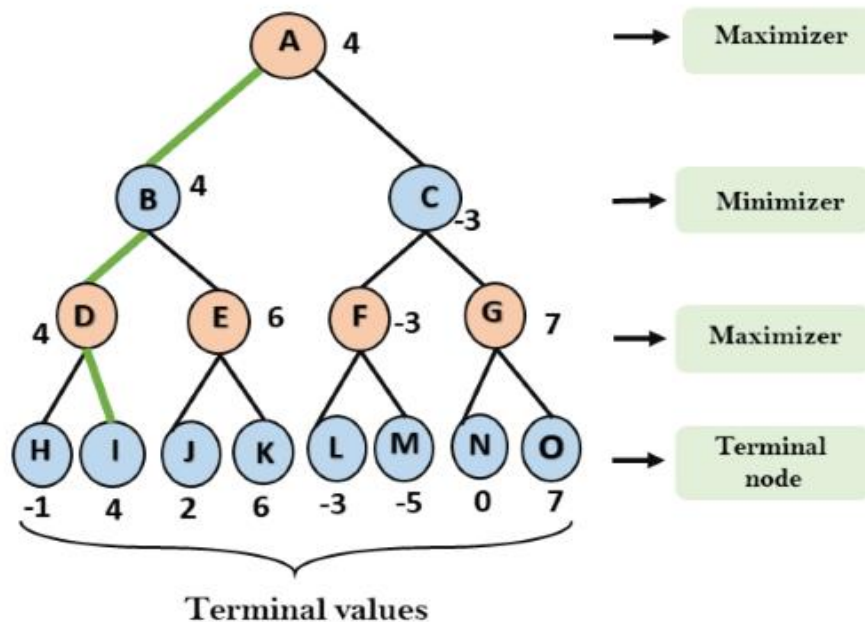 A 4
Maximizer
B 4
C -3
Minimizer
D 4
E 6
F -3
G 7
Maximizer
H I J K L M N O
-1 4 2 6 -3 -5 0 7
Terminal
node
Terminal values